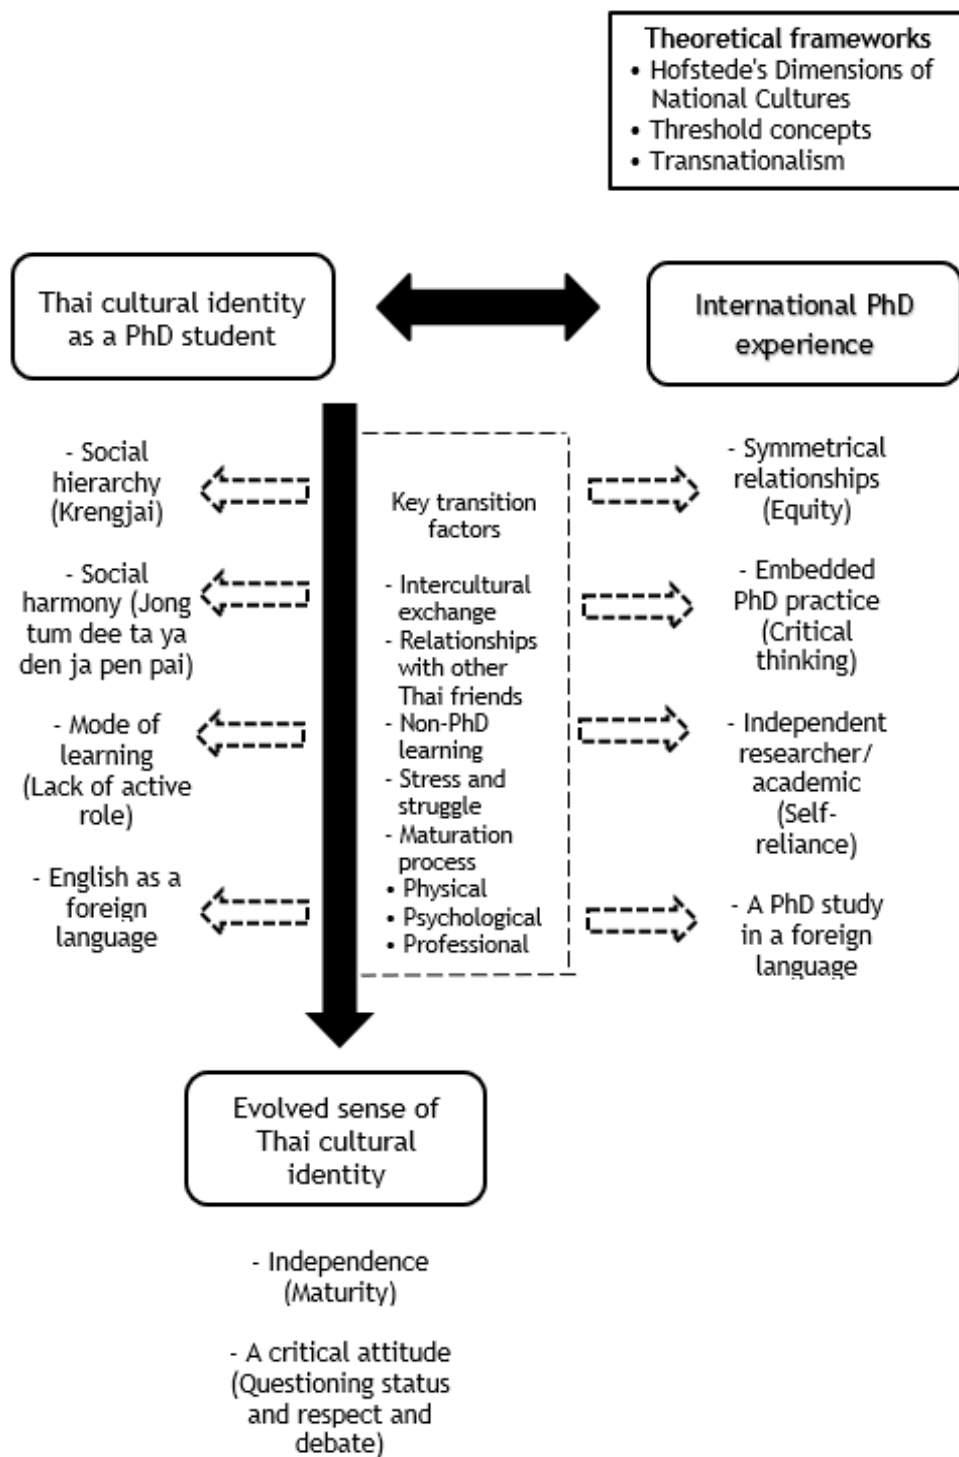 Theoretical frameworks
• Hofstede's Dimensions of
National Cultures
• Threshold concepts
• Transnationalism
Thai cultural identity
as a PhD student
International PhD
experience
- Social
hierarchy
(Krengjai)
- Social
harmony (Jong
tum dee ta ya
den ja pen pai)
- Mode of
learning
(Lack of active
role)
- English as a
foreign
language
Key transition
factors
- Intercultural
exchange
- Relationships
with other
Thai friends
- Non-PhD
learning
- Stress and
struggle
- Maturation
process
• Physical
• Psychological
• Professional
- Symmetrical
relationships
(Equity)
- Embedded
PhD practice
(Critical
thinking)
- Independent
researcher/
academic
(Self-
reliance)
- A PhD study
in a foreign
language
Evolved sense of
Thai cultural
identity
- Independence
(Maturity)
- A critical attitude
(Questioning status
and respect and
debate)